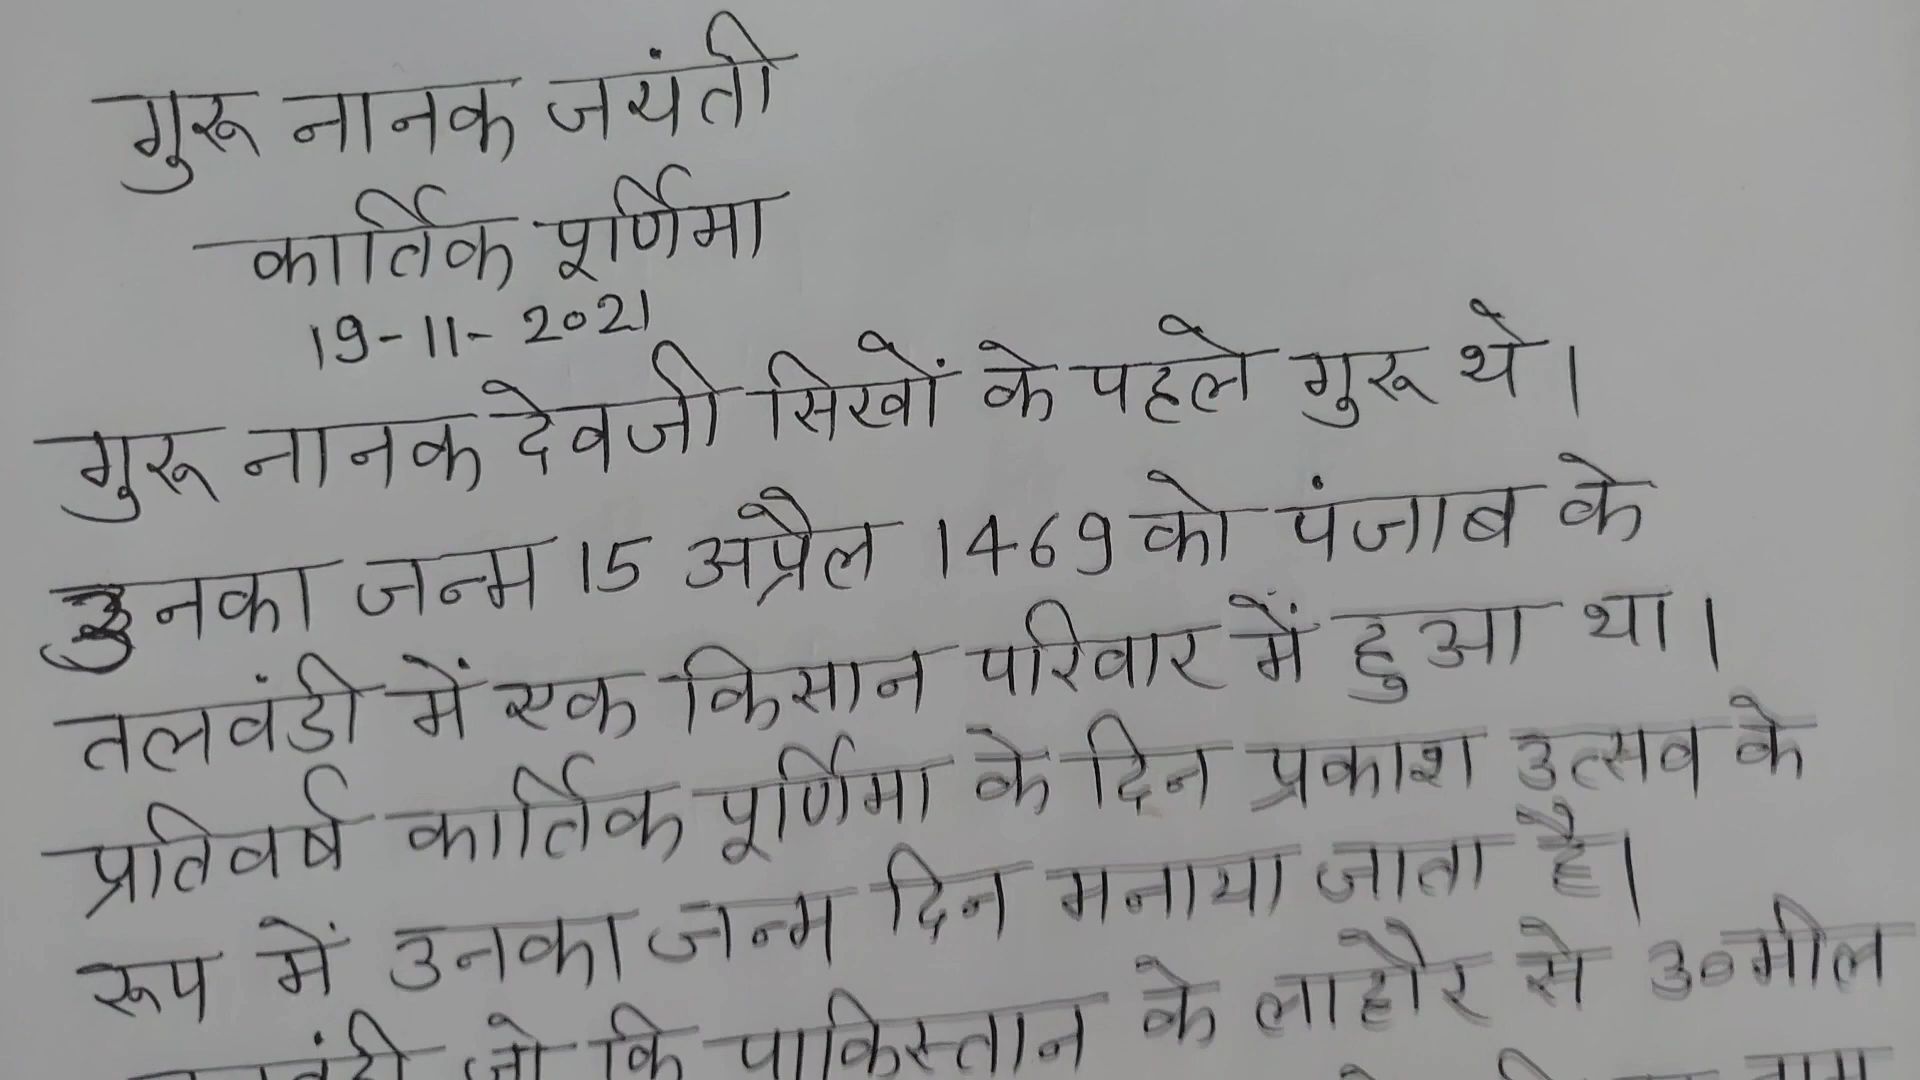 गुरू नानक जयंती
कार्तिक पूर्णिमा
19-11-2021
गुरू नानक देवजी सिखों के पहले गुरू थे।
उनका जन्म 15 अप्रैल 1469 को पंजाब के
तलवंडी में एक किसान परिवार में हुआ था।
प्रतिवर्ष कार्तिक पूर्णिमा के दिन प्रकाश उत्सव के
रूप में उनका जन्म दिन मनाया जाता है।
जो कि पाकिस्तान के लाहौर से 30 मील